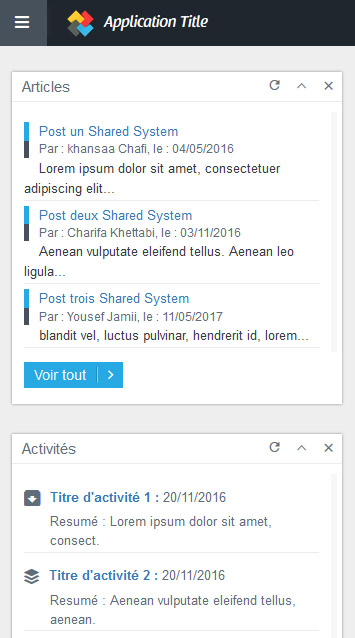 Application Title
Articles
Post un Shared System
Par : khansaa Chafi, le : 04/05/2016
Lorem ipsum dolor sit amet, consectetuer
adipiscing elit...
Post deux Shared System
Par : Charifa Khettabi, le : 03/11/2016
Aenean vulputate eleifend tellus. Aenean leo
ligula...
Post trois Shared System
Par : Yousef Jamii, le : 11/05/2017
blandit vel, luctus pulvinar, hendrerit id, lorem...
Voir tout
Activités
Titre d'activité 1 : 20/11/2016
Resumé : Lorem ipsum dolor sit amet,
consect.
Titre d'activité 2 : 20/11/2016
Resumé : Aenean vulputate eleifend tellus,
aenean.